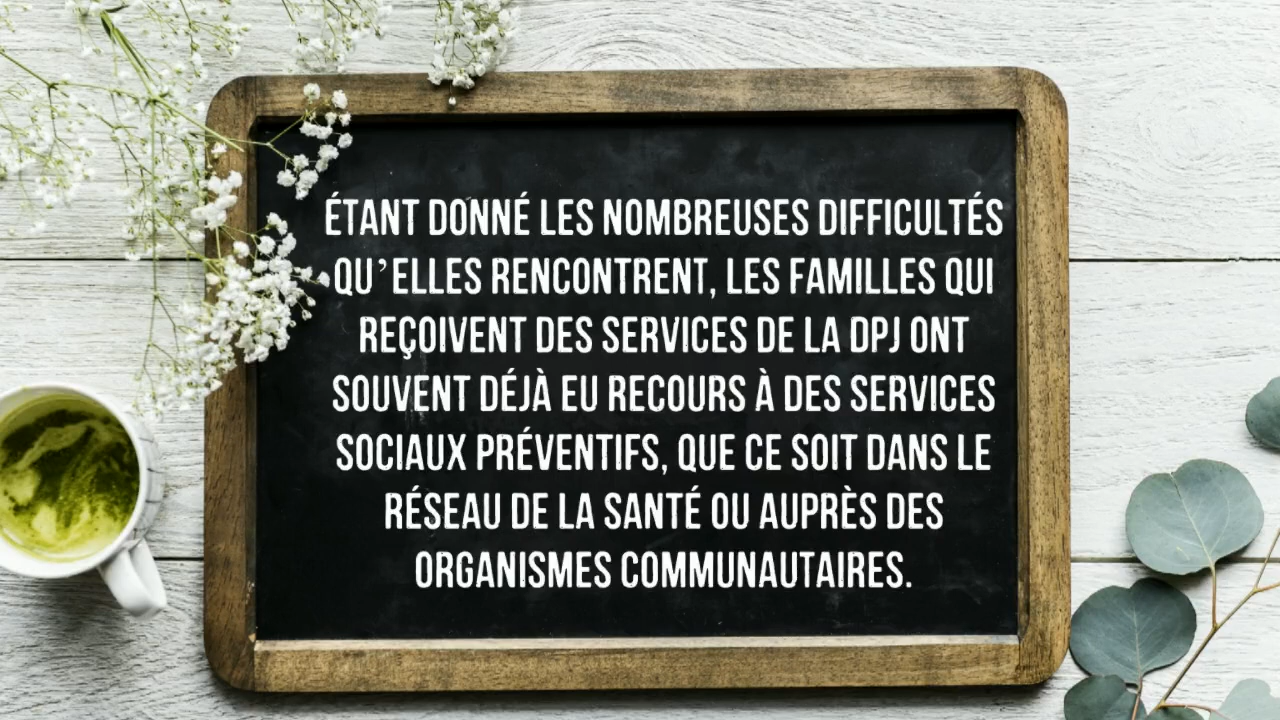 ÉTANT DONNÉ LES NOMBREUSES DIFFICULTÉS
QU'ELLES RENCONTRENT, LES FAMILLES QUI
REÇOIVENT DES SERVICES DE LA DPJ ONT
SOUVENT DÉJÀ EU RECOURS À DES SERVICES
SOCIAUX PRÉVENTIFS, QUE CE SOIT DANS LE
RÉSEAU DE LA SANTÉ OU AUPRÈS DES
ORGANISMES COMMUNAUTAIRES.